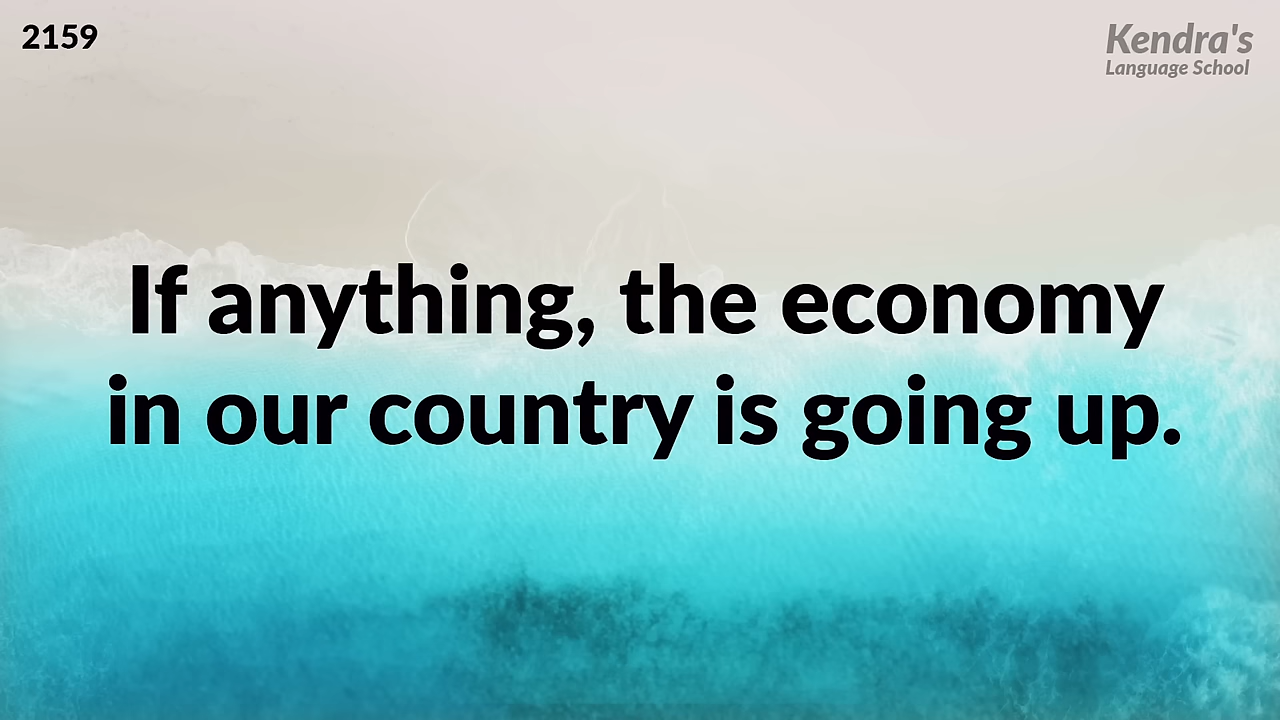 2159
Kendra's
Language School
If anything, the economy
in our country is going up.